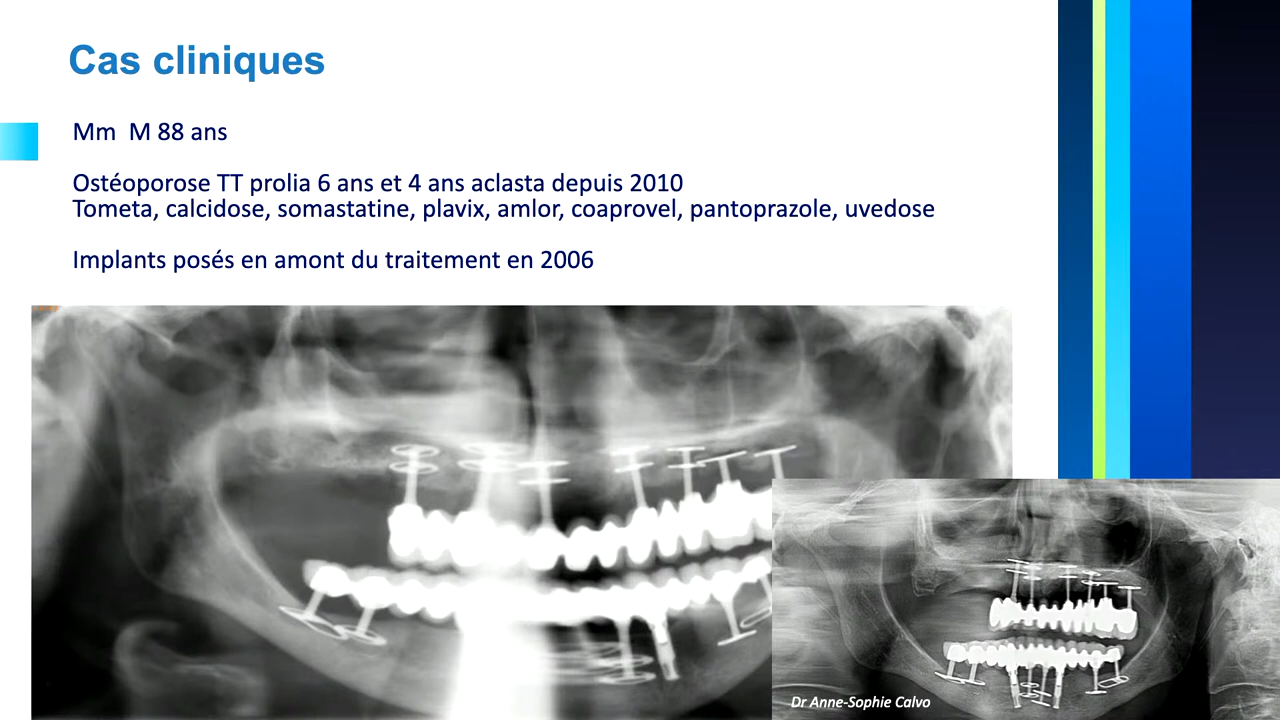 Cas cliniques
Mm M 88 ans
Ostéoporose TT prolia 6 ans et 4 ans aclasta depuis 2010
Tometa, calcidose, somastatine, plavix, amlor, coaprovel, pantoprazole, uvedose
Implants posés en amont du traitement en 2006
Dr Anne-Sophie Calvo